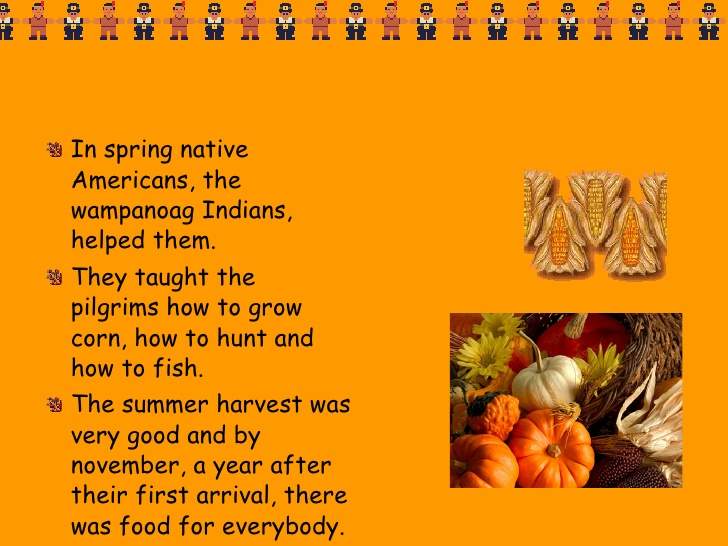 In spring native
Americans, the
wampanoag Indians,
helped them.
They taught the
pilgrims how to grow
corn, how to hunt and
how to fish.
The summer harvest was
very good and by
november, a year after
their first arrival, there
was food for everybody.